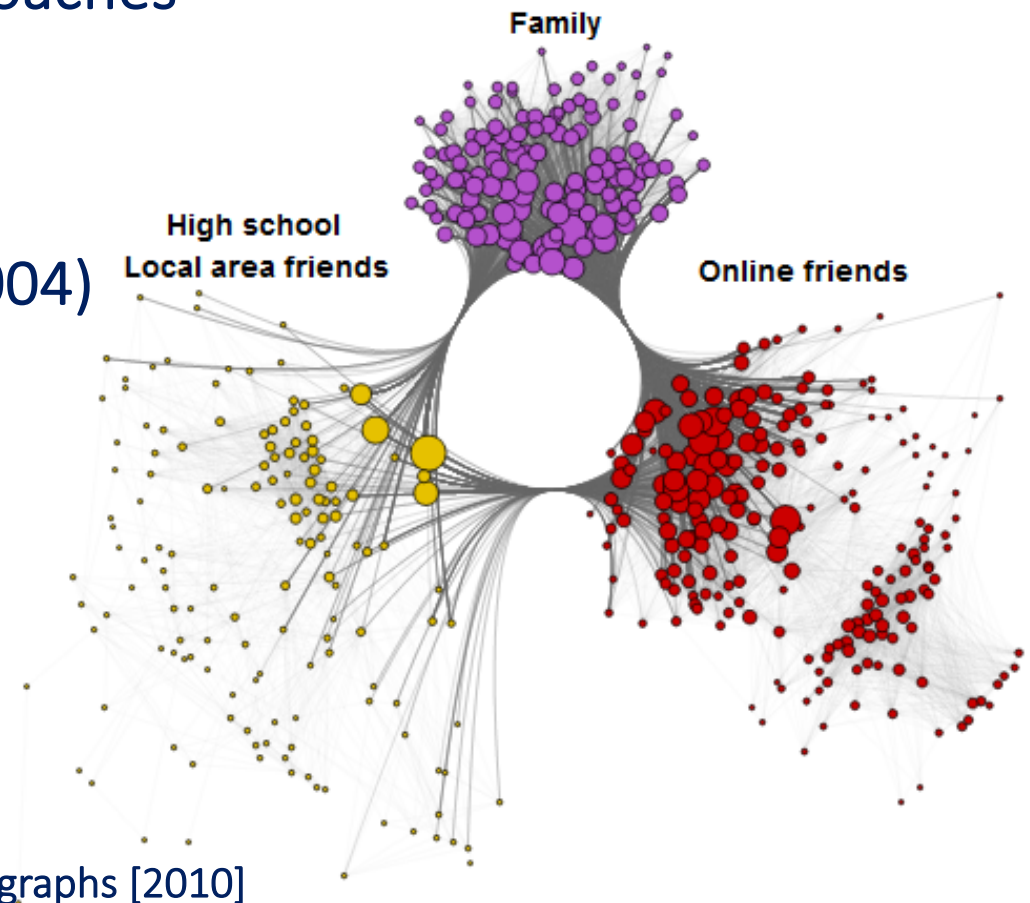 Family
High school
Local area friends
004)
Online friends
graphs [2010]